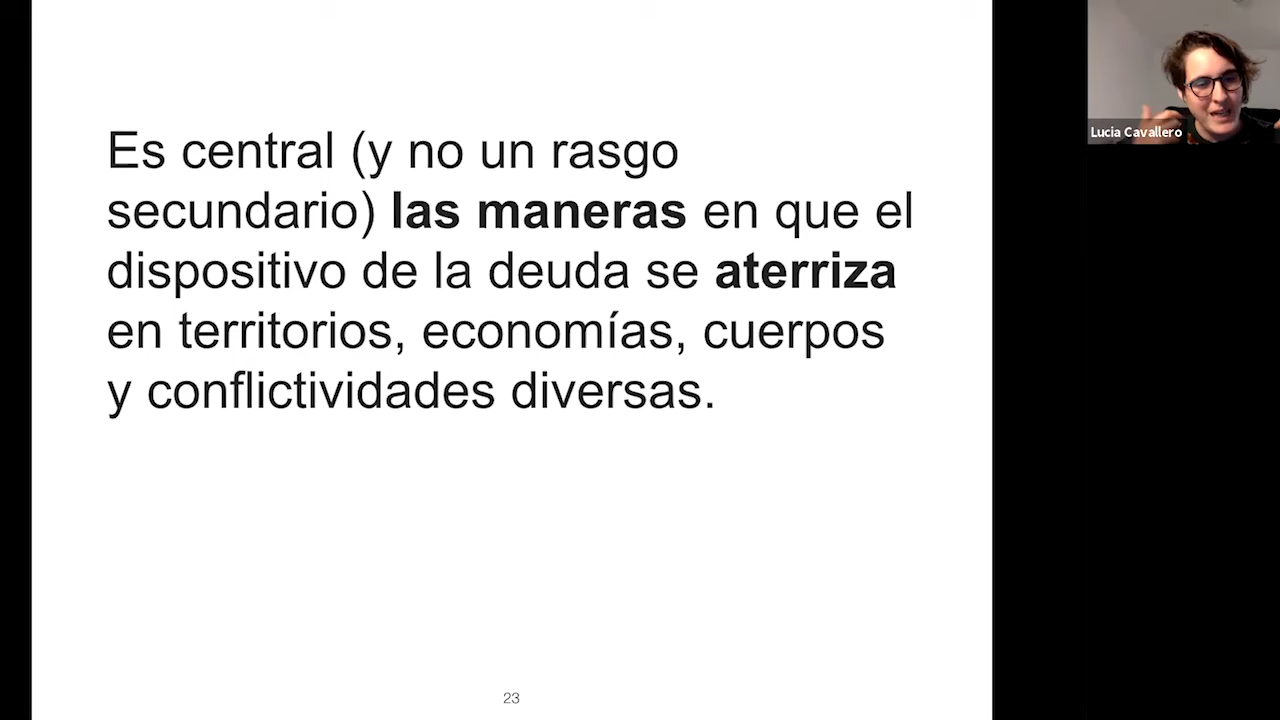 Es central (y no un rasgo
secundario) las maneras en que el
dispositivo de la deuda se aterriza
en territorios, economías, cuerpos
y conflictividades diversas.
23
Lucia Cavallero